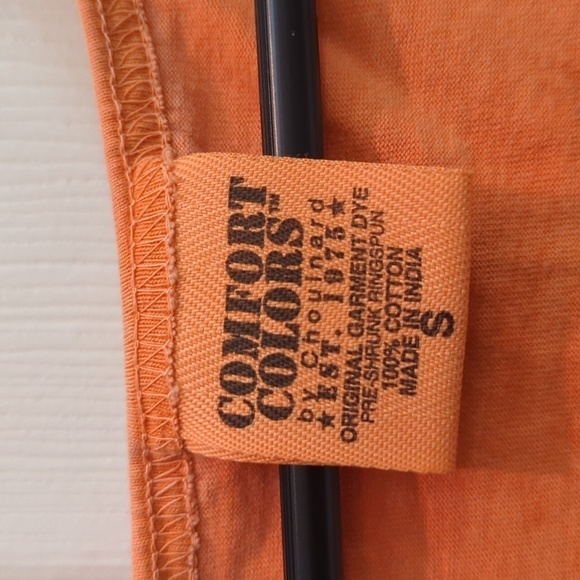 COMFORT
COLORS™
by Chouinard
★ EST. 1975 ★
ORIGINAL GARMENT DYE
PRE-SHRUNK RINGSPUN
100% COTTON
MADE IN INDIA
S